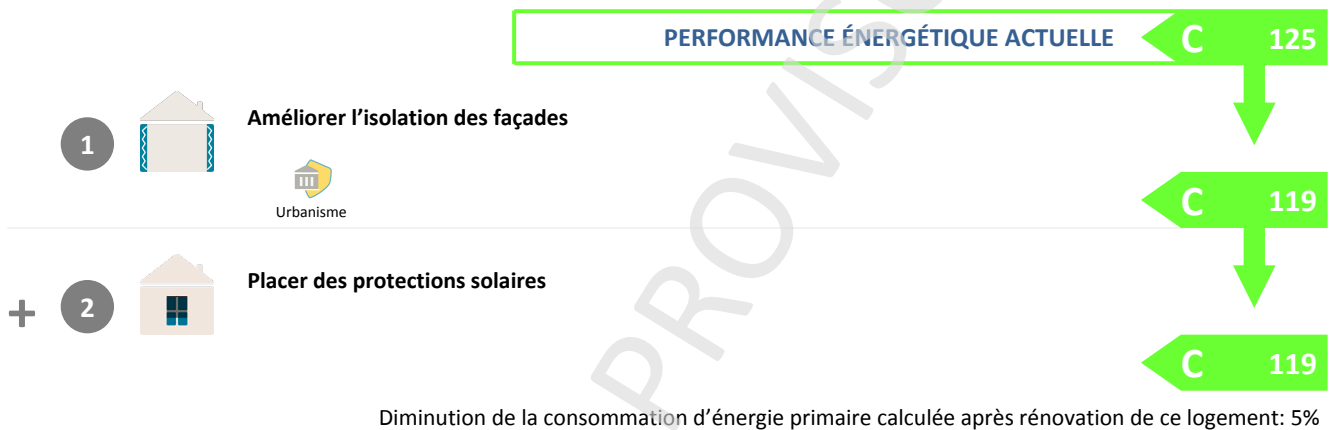 PERFORMANCE ÉNERGÉTIQUE ACTUELLE C 125
1 Améliorer l’isolation des façades
Urbanisme
C 119
+ 2 Placer des protections solaires
C 119
Diminution de la consommation d’énergie primaire calculée après rénovation de ce logement: 5%
PROVISO